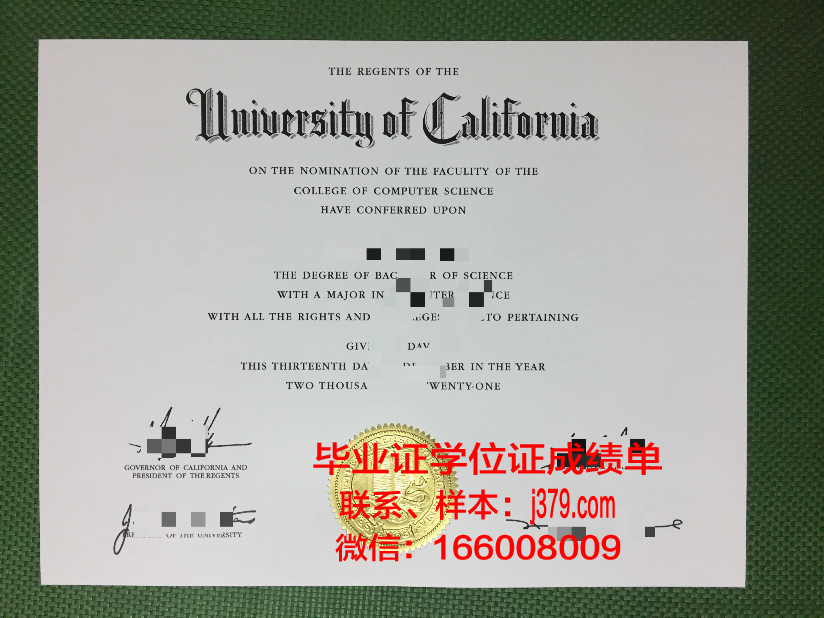 THE REGENTS OF THE
University of California
ON THE NOMINATION OF THE FACULITY OF THE
COLLEGE OF COMPUTER SCIENCE
HAVE CONFERRED UPON
THE DEGREE OF OF SCIENCE
WITH A MAJOR IN
WITH ALL THE RIGHTS AND PERTAINING
THIS THIRTEENTH IN THE YEAR
TWO
毕业证学位证成绩单
GOVERNOR OF CALIFORNIA AND
PRESIDENT OF THE REGENTS
联系、样本：j379.com
OF THE UNIVERSITY
微信：166008009